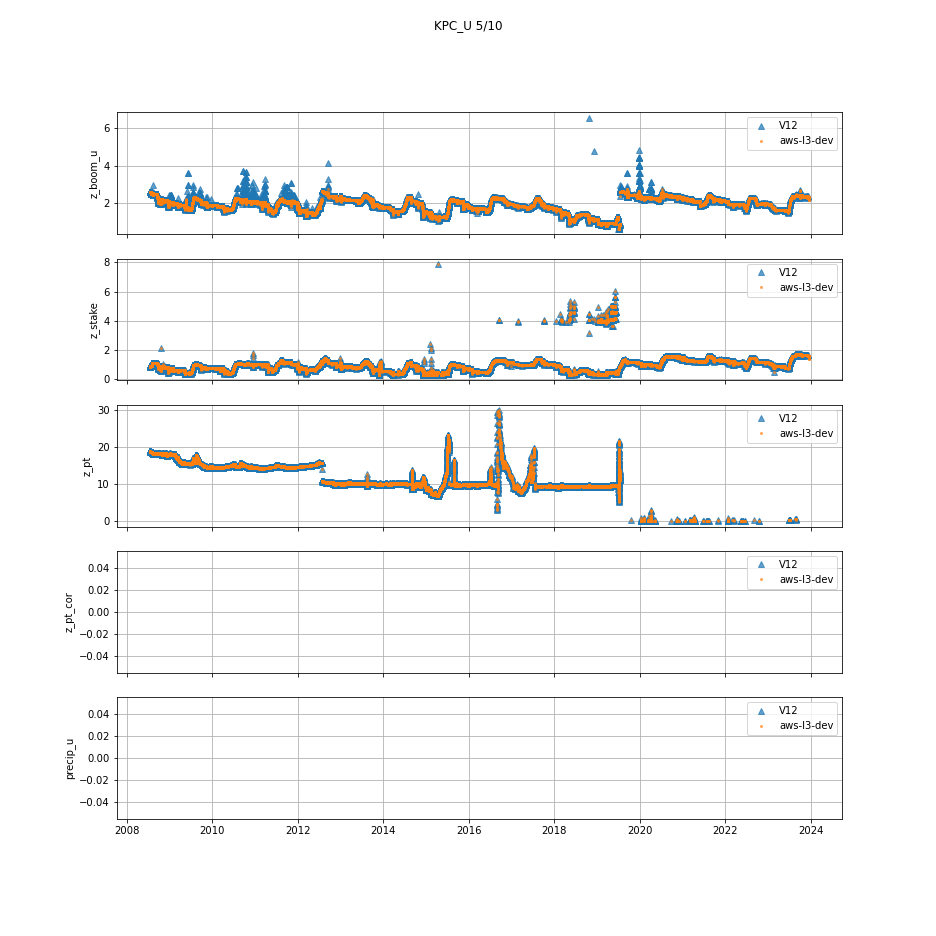 KPC_U 5/10
z_boom_u
6
4
2
V12
aws-l3-dev
z_stake
8
6
4
2
0
V12
aws-l3-dev
z_pt
30
20
10
0
V12
aws-l3-dev
z_pt_cor
0.04
0.02
0.00
−0.02
−0.04
V12
aws-l3-dev
precip_u
0.04
0.02
0.00
−0.02
−0.04
V12
aws-l3-dev
2008 2010 2012 2014 2016 2018 2020 2022 2024